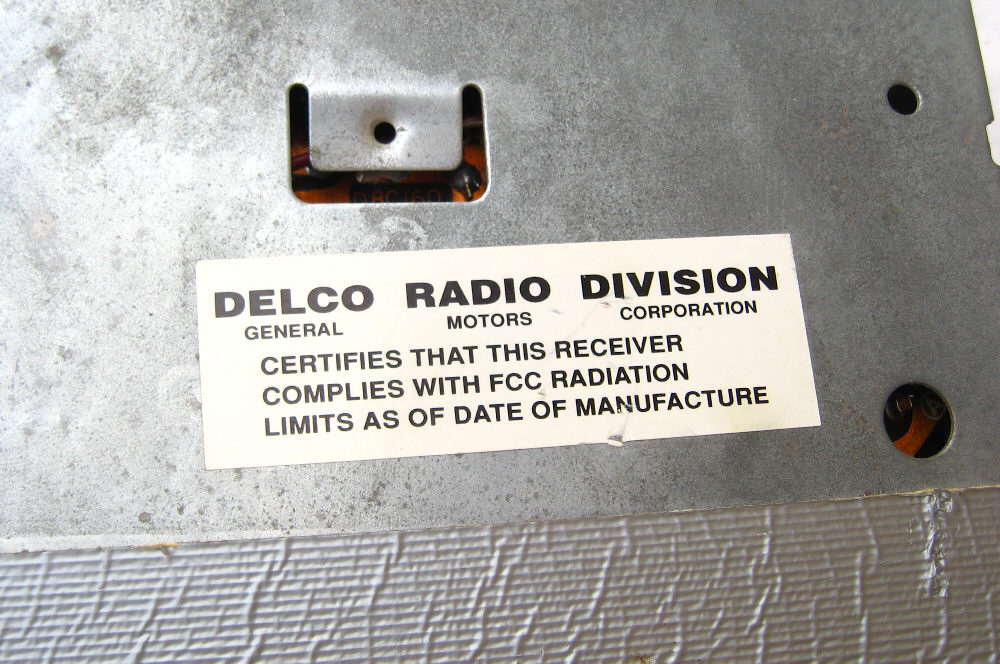 DELCO RADIO DIVISION
GENERAL MOTORS CORPORATION
CERTIFIES THAT THIS RECEIVER
COMPLIES WITH FCC RADIATION
LIMITS AS OF DATE OF MANUFACTURE